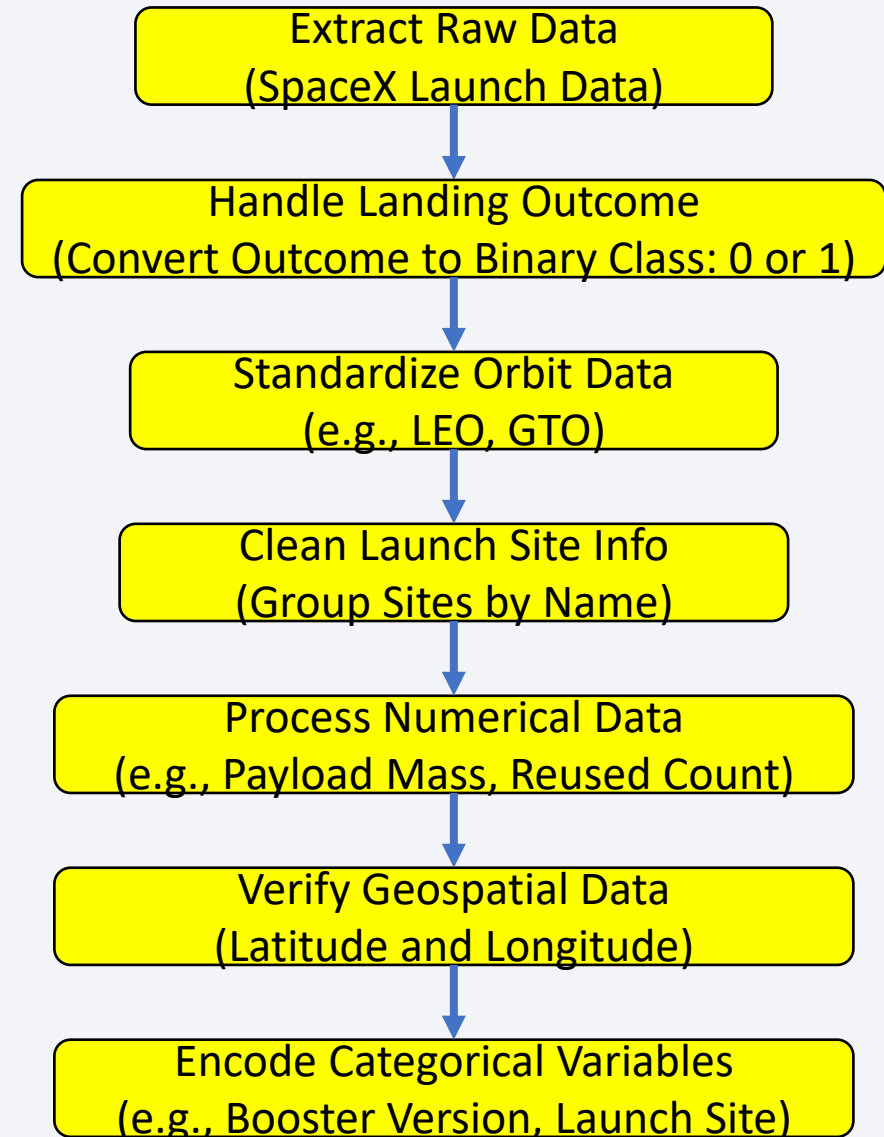 Extract Raw Data
(SpaceX Launch Data)
Handle Landing Outcome
(Convert Outcome to Binary Class: 0 or 1)
Standardize Orbit Data
(e.g., LEO, GTO)
Clean Launch Site Info
(Group Sites by Name)
Process Numerical Data
(e.g., Payload Mass, Reused Count)
Verify Geospatial Data
(Latitude and Longitude)
Encode Categorical Variables
(e.g., Booster Version, Launch Site)